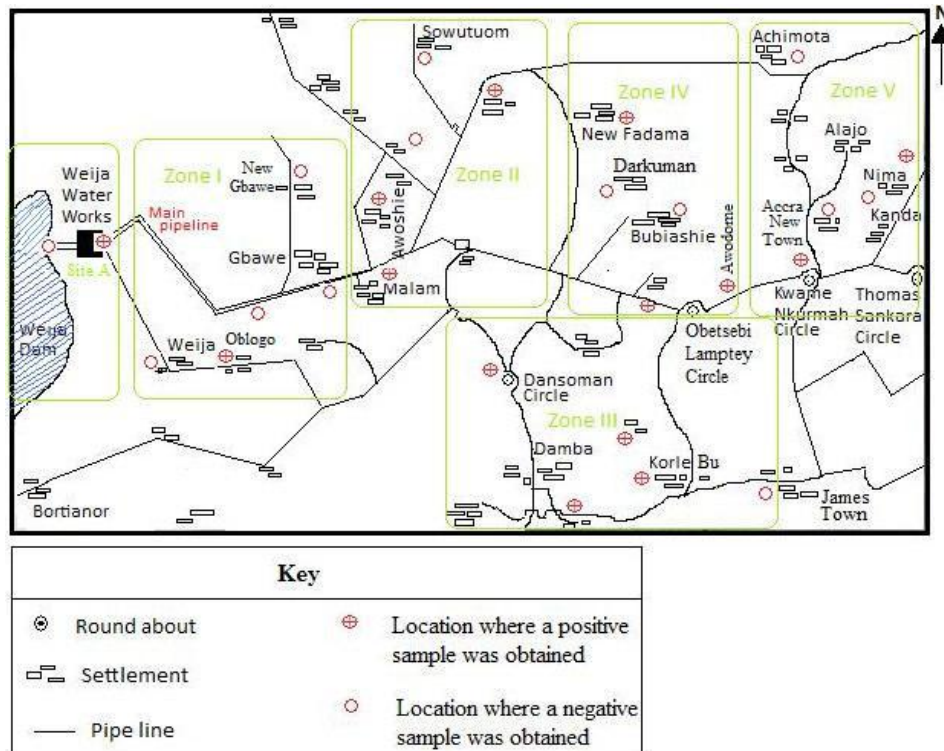 N
Sowutuom
Achimota
Zone IV
Zone V
New Fadama
Alajo
Weija
Water
Works
Zone I
New
Gbawe
Zone II
Darkuman
Nima
Main
pipeline
Awoshie
Accra
New
Town
Kanda
Site A
Gbawe
Bubiashie
Awodome
Malam
Weija
Dam
Weija
Oblogo
Obetsebi
Lamptey
Circle
Kwame
Nkurmah
Circle
Thomas
Sankara
Circle
Dansoman
Circle
Zone III
Damba
Korle Bu
Bortianor
James
Town
Key
Round about
Location where a positive
sample was obtained
Settlement
Pipe line
Location where a negative
sample was obtained